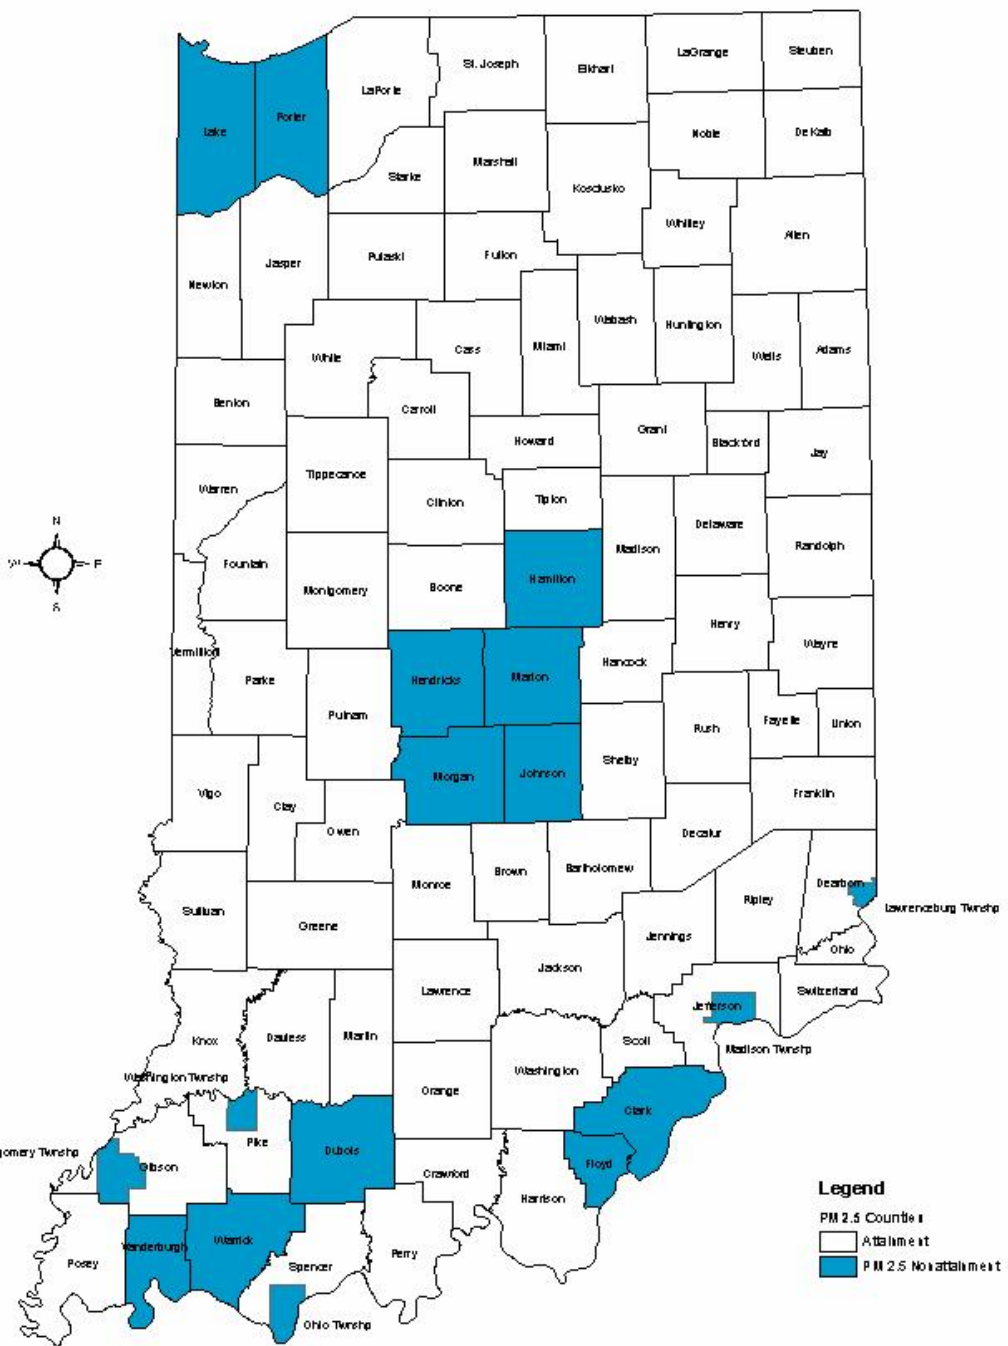 LaPorte
St. Joseph
Elkhart
LaGrange
Steuben
Lake
Porter
Noble
De Kalb
Starke
Marshall
Kosciusko
Whitley
Allen
Newton
Jasper
Pulaski
Fulton
White
Cass
Miami
Wabash
Huntington
Wells
Adams
Benton
Carroll
Howard
Grant
Blackford
Jay
Warren
Tippecanoe
Clinton
Tipton
Delaware
Randolph
Fountain
Montgomery
Boone
Hamilton
Madison
N
W
E
S
Henry
Wayne
Vermillion
Parke
Putnam
Hendricks
Marion
Hancock
Rush
Fayette
Union
Vigo
Clay
Owen
Morgan
Johnson
Shelby
Franklin
Decatur
Sullivan
Greene
Monroe
Brown
Bartholomew
Jennings
Ripley
Dearborn
Lawrenceburg Twnshp
Ohio
Knox
Daviess
Martin
Lawrence
Jackson
Jefferson
Switzerland
Scott
Madison Twnshp
Washington Twnshp
Orange
Washington
Clark
gomery Twnshp
Gibson
Pike
Dubois
Crawford
Harrison
Floyd
Posey
Vanderburgh
Warrick
Spencer
Perry
Ohio Twnshp
Legend
PM 2.5 Counties
Attainment
PM 2.5 Nonattainment